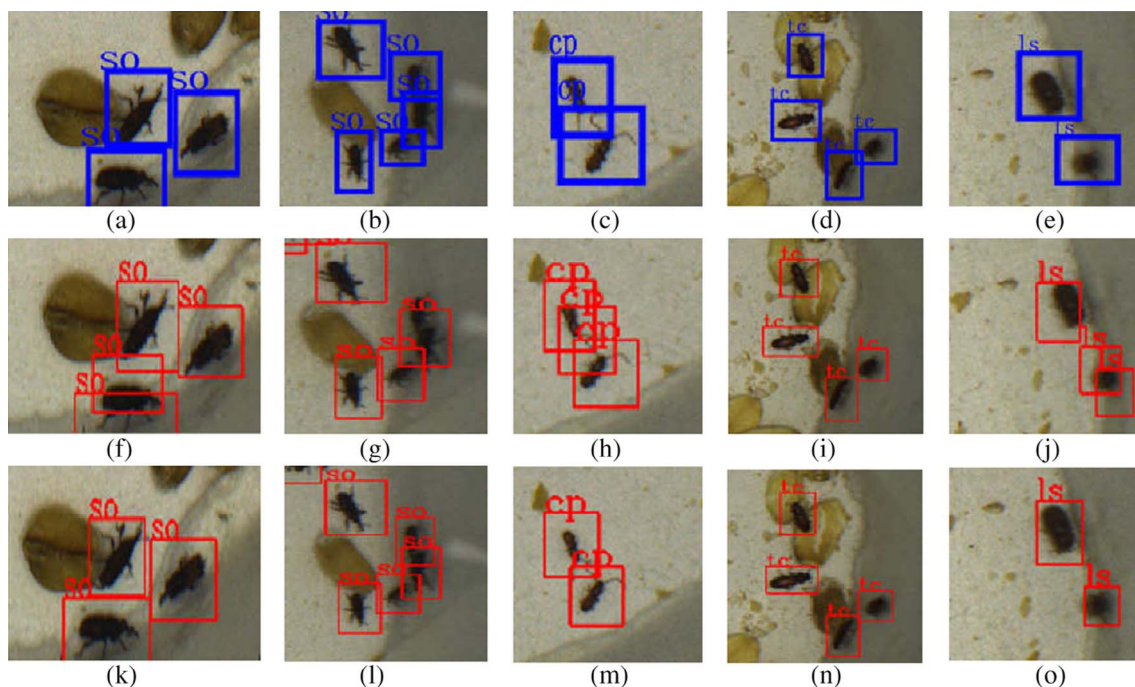 so
so
so
(a)
so
so
so
so
(b)
cp
cp
(c)
tc
tc
tc
tc
(d)
ls
ls
(e)
so
so
so
so
(f)
so
so
so
so
(g)
cp
cp
cp
(h)
tc
tc
tc
tc
(i)
ls
ls
ls
(j)
so
so
so
(k)
so
so
so
so
so
(l)
cp
cp
(m)
tc
tc
tc
tc
(n)
ls
ls
(o)